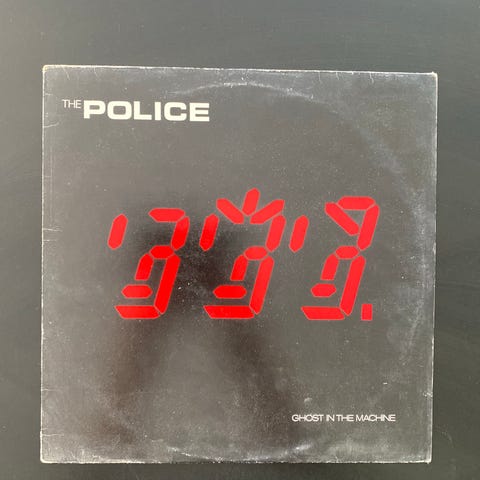 THE POLICE
GHOST IN THE MACHINE